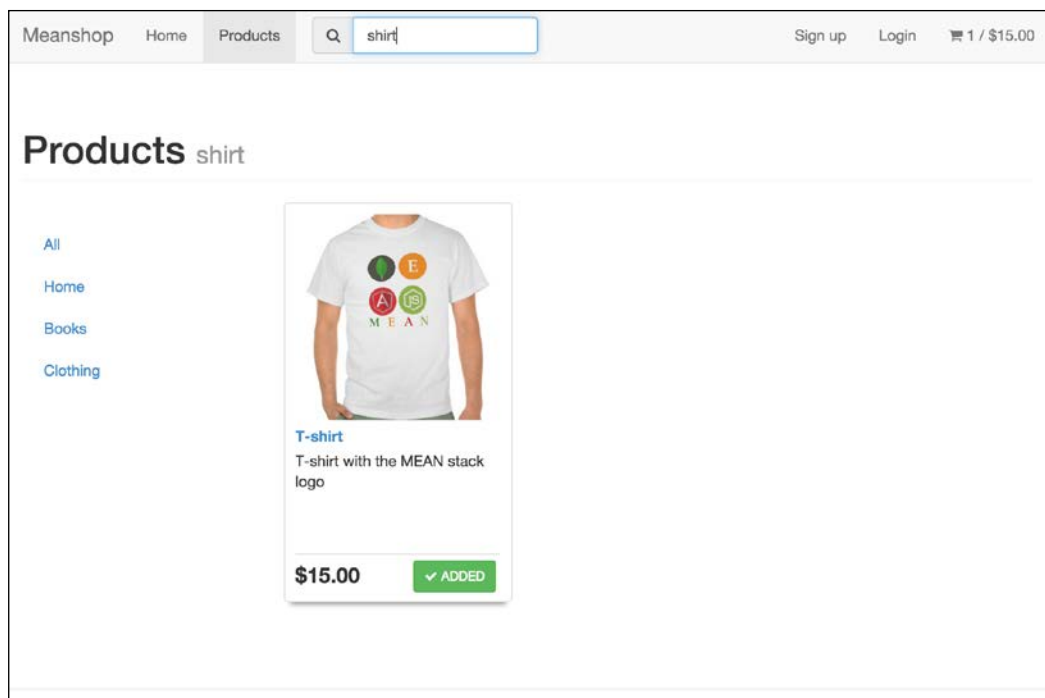 Meanshop Home Products shirt Sign up Login 1 / $15.00
Products shirt
All
Home
Books
Clothing
E
A JS
M E A N
T-shirt
T-shirt with the MEAN stack
logo
$15.00 ADDED